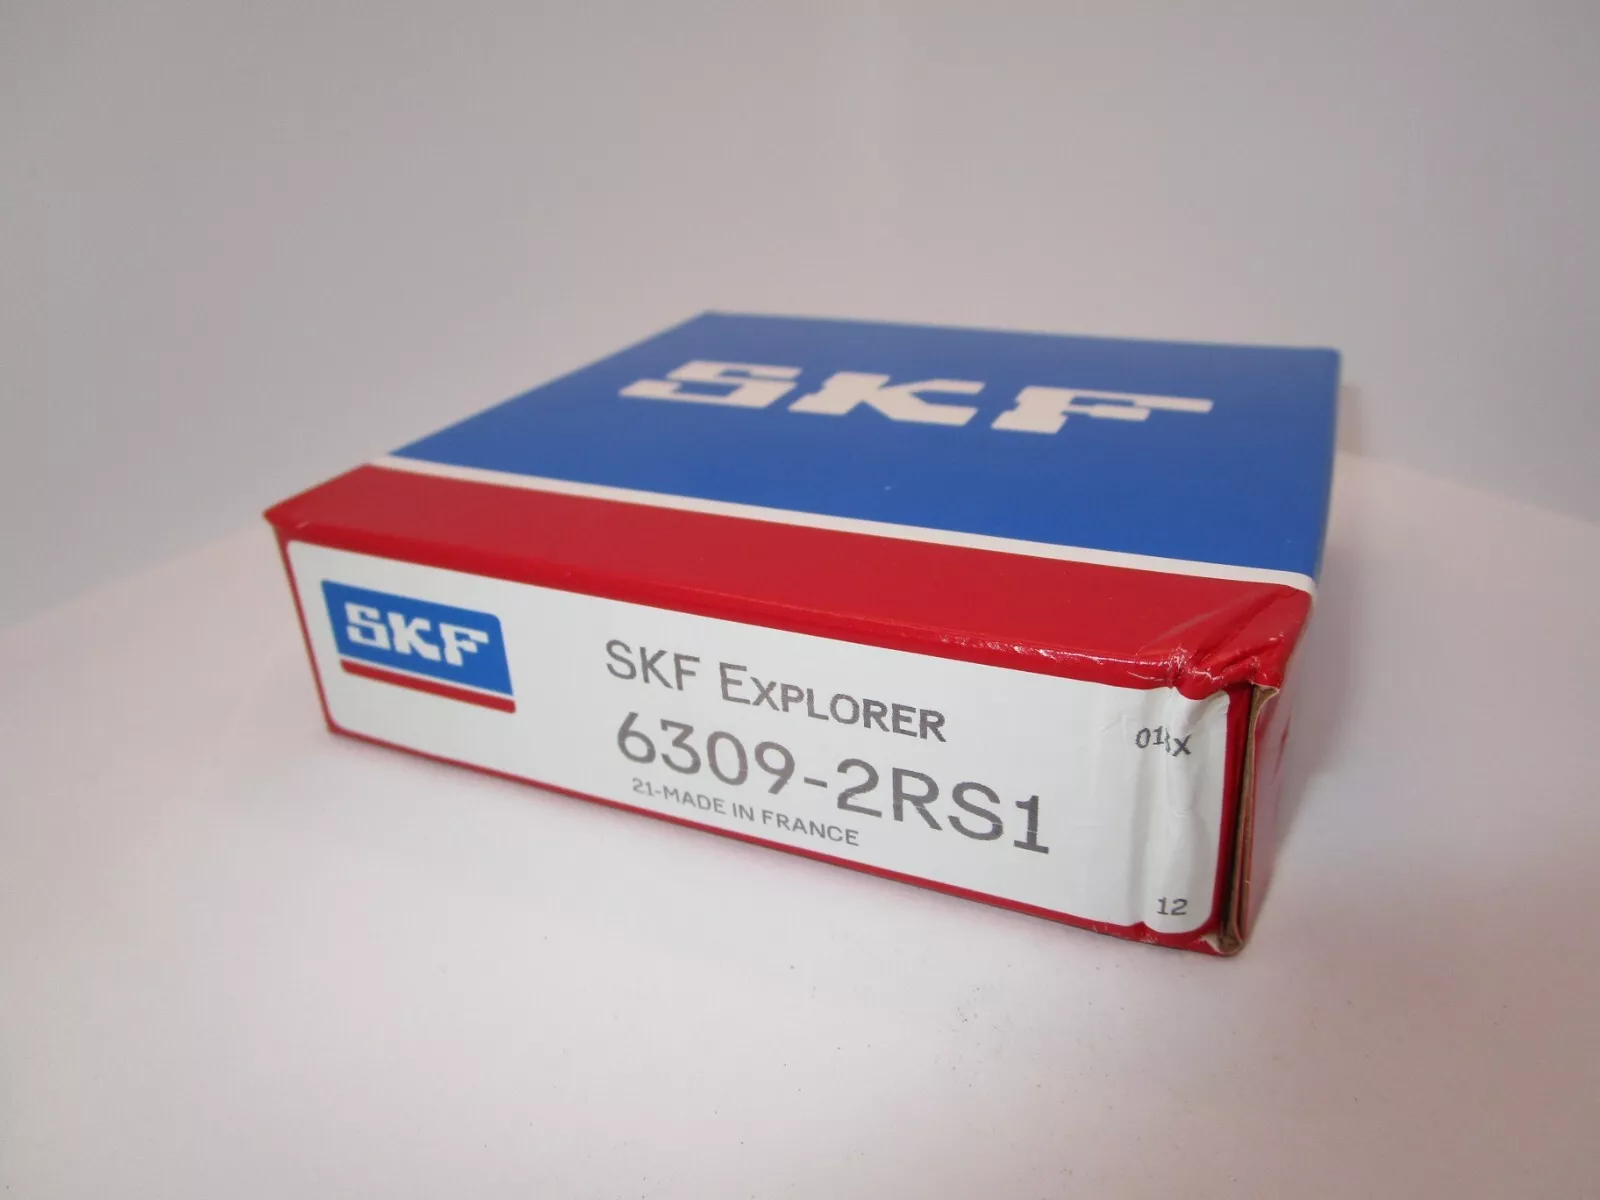 SKF
SKF
SKF EXPLORER
6309-2RS1
21-MADE IN FRANCE
12